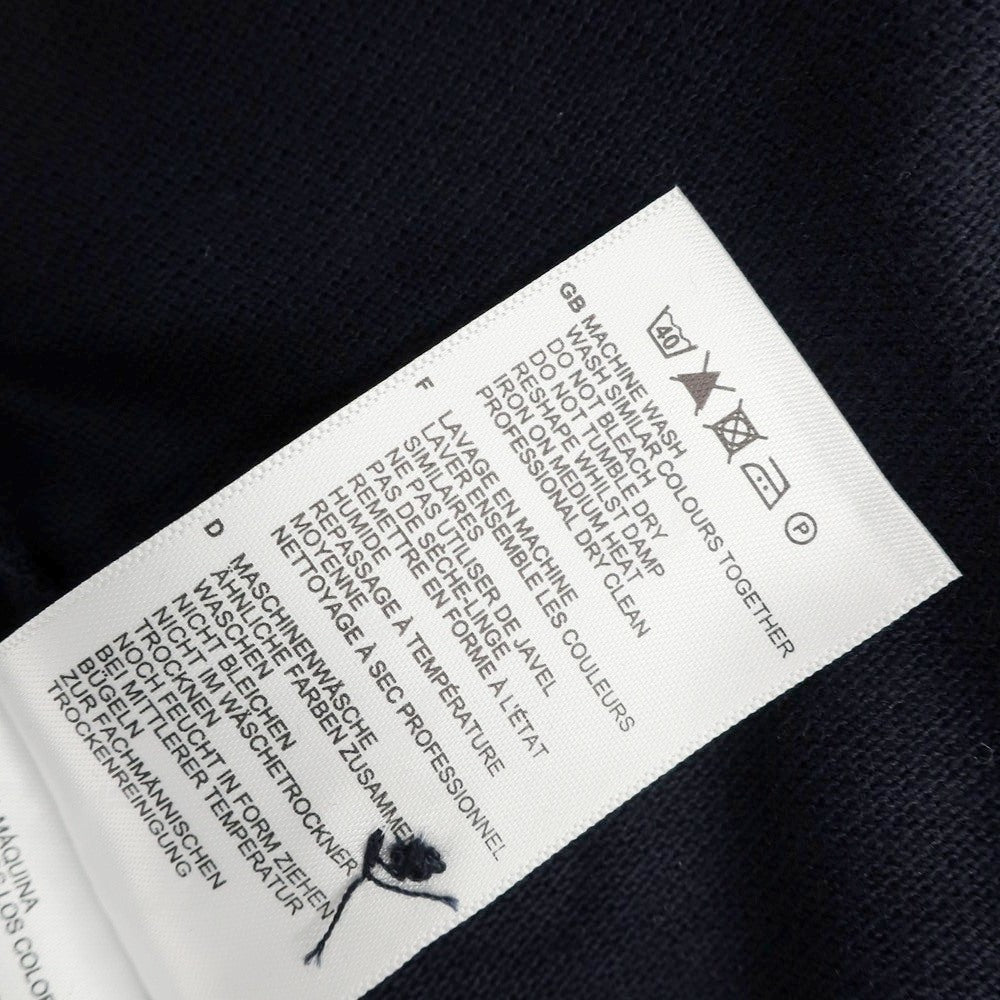 40
P
GB MACHINE WASH
WASH SIMILAR COLOURS TOGETHER
DO NOT BLEACH
DO NOT TUMBLE DRY
RESHAPE WHILST DAMP
IRON ON MEDIUM HEAT
PROFESSIONAL DRY CLEAN
F LAVAGE EN MACHINE
LAVER ENSEMBLE LES COULEURS
SIMILAIRES
NE PAS UTILISER DE JAVEL
PAS DE SÈCHE-LINGE
REMETTRE EN FORME À L'ÉTAT
HUMIDE
REPASSAGE À TEMPÉRATURE
MOYENNE
NETTOYAGE À SEC PROFESSIONNEL
D MASCHINENWÄSCHE
ÄHNLICHE FARBEN ZUSAMMEN
WASCHEN
NICHT BLEICHEN
NICHT IM WÄSCHETROCKNER
TROCKNEN
NOCH FEUCHT IN FORM ZIEHEN
BEI MITTLERER TEMPERATUR
BÜGELN
ZUR FACHMÄNNISCHEN
TROCKENREINIGUNG
MÁQUINA
LOS COLOR